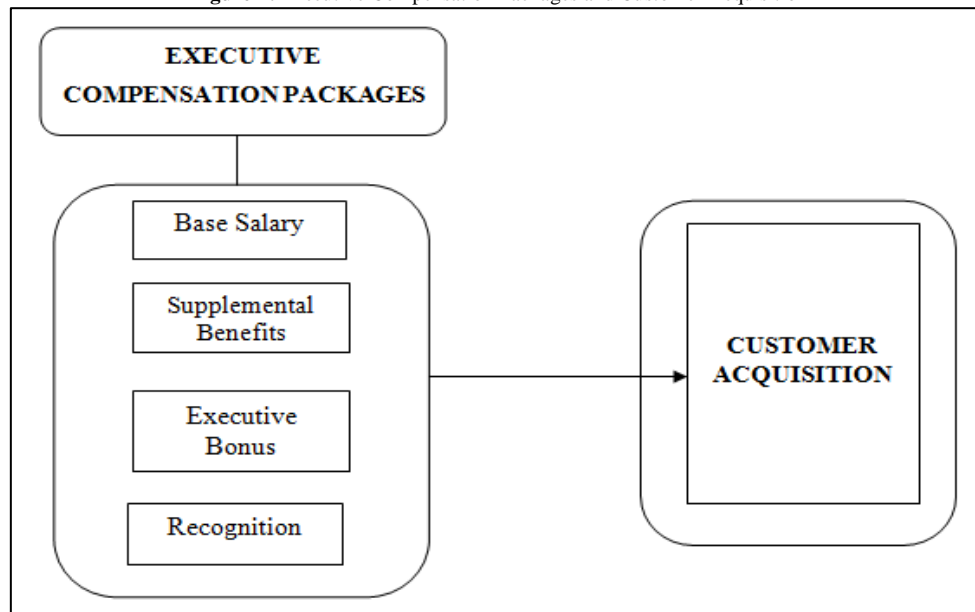 EXECUTIVE
COMPENSATION PACKAGES
Base Salary
Supplemental
Benefits
Executive
Bonus
Recognition
CUSTOMER
ACQUISITION